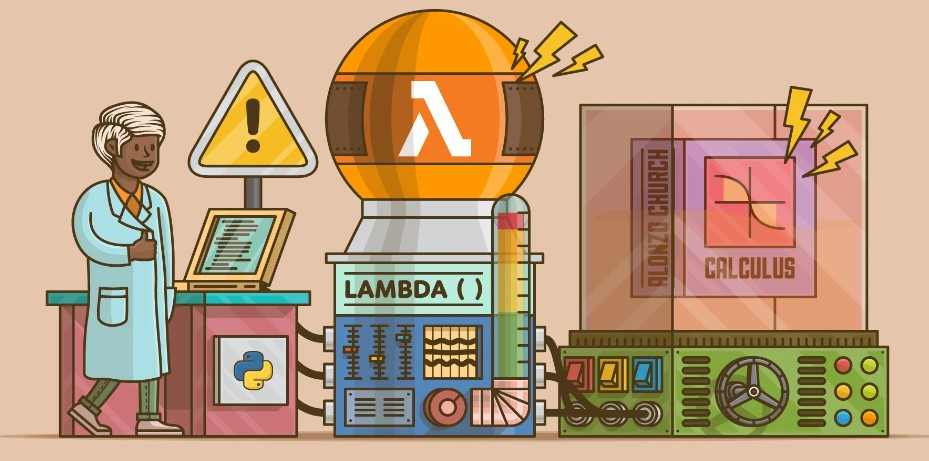 !
λ
LAMBDA ( )
ALONZO CHURCH
CALCULUS